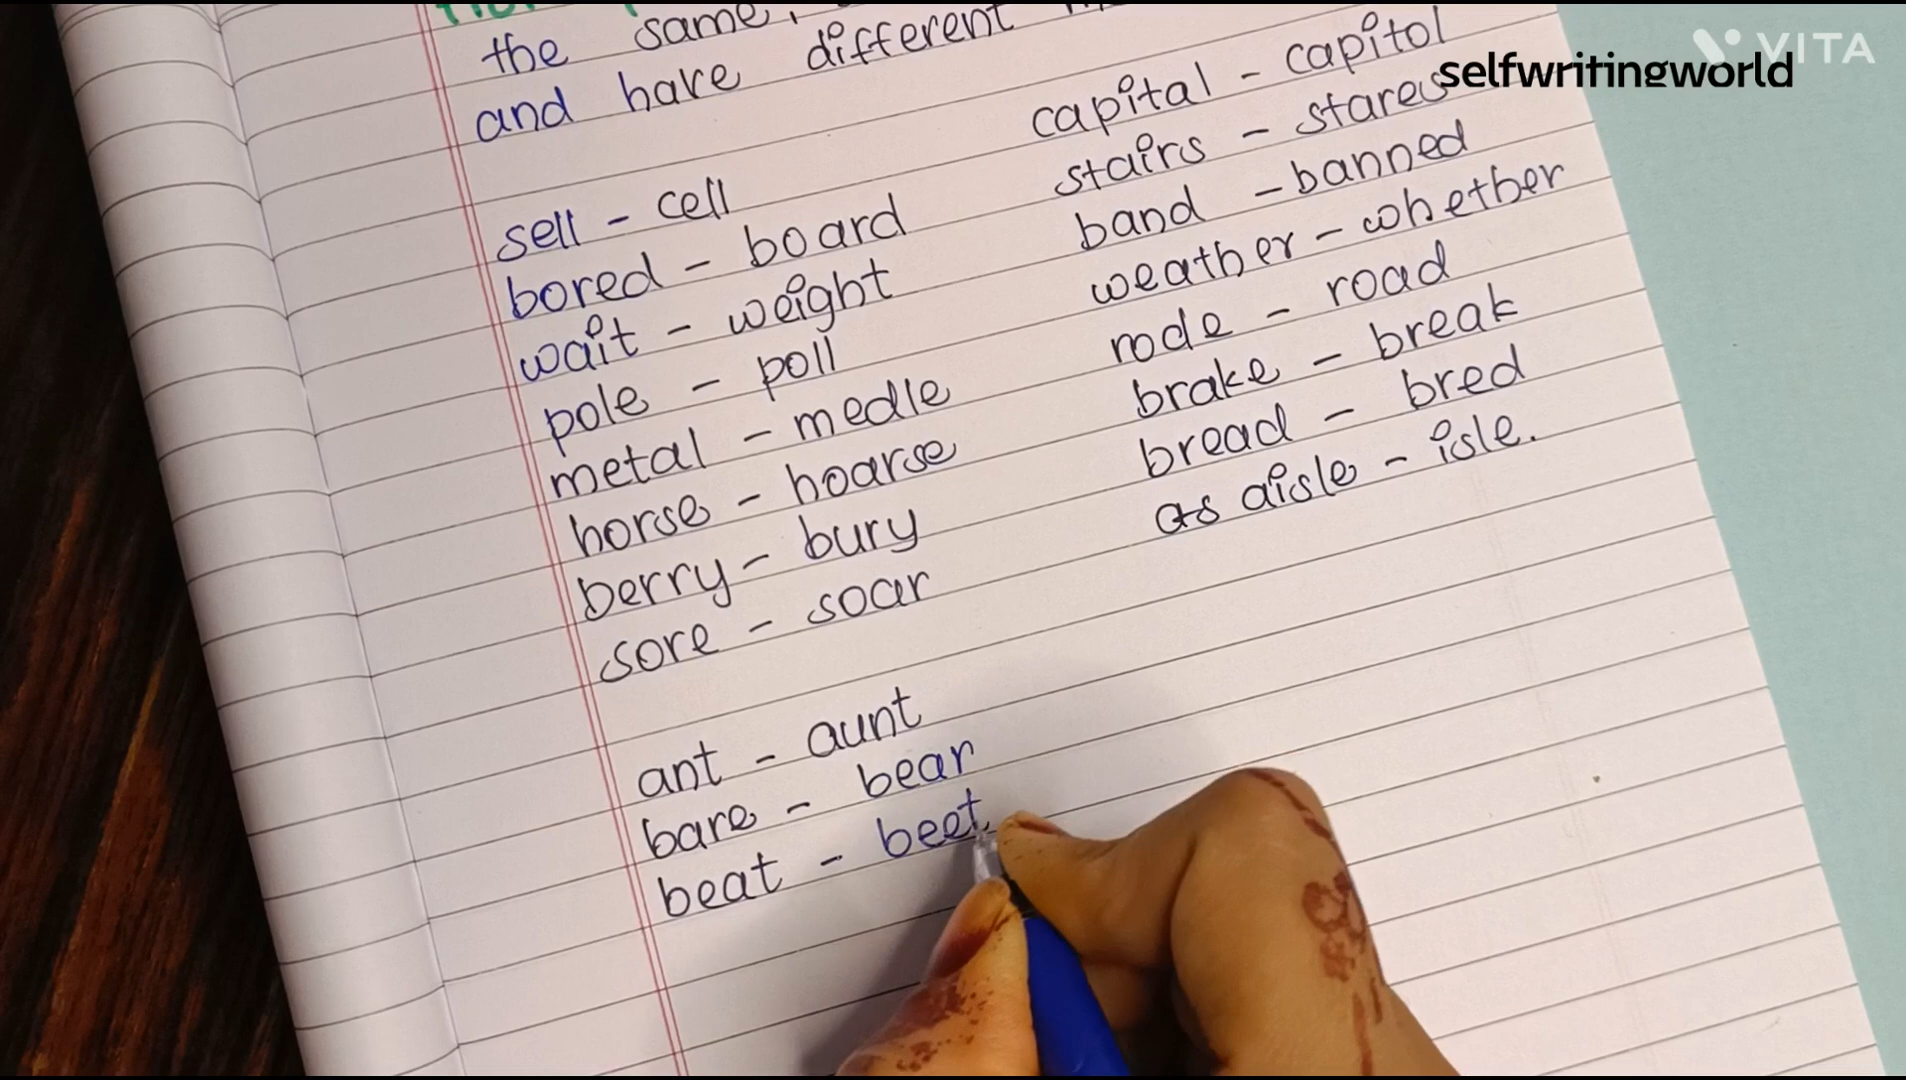 the same,
and have different
sell - cell
bored - board
wait - weight
pole - poll
metal - medle
horse - hoarse
berry - bury
sore - soar
ant - aunt
bare - bear
beat - beet
capital - capitol
stairs - stares
band - banned
weather - whether
rode - road
brake - break
bread - bred
as aisle - isle.
VITA
selfwritingworld